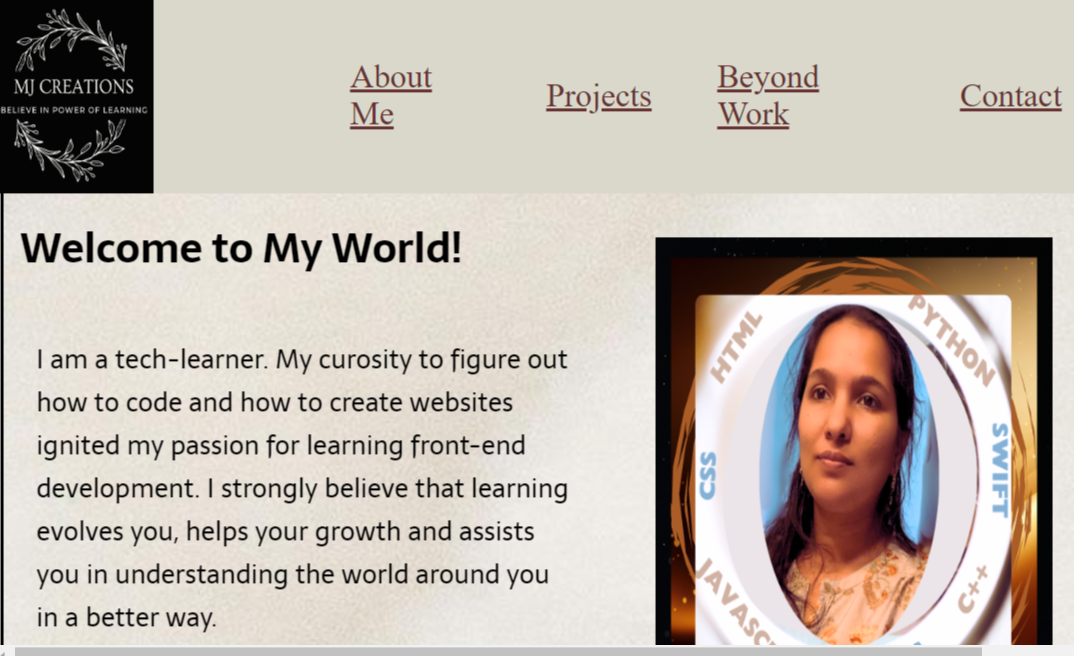 MJ CREATIONS
BELIEVE IN POWER OF LEARNING
About
Me
Projects
Beyond
Work
Contact
Welcome to My World!
I am a tech-learner. My curosity to figure out
how to code and how to create websites
ignited my passion for learning front-end
development. I strongly believe that learning
evolves you, helps your growth and assists
you in understanding the world around you
in a better way.
HTML
PYTHON
CSS
SWIFT
C++